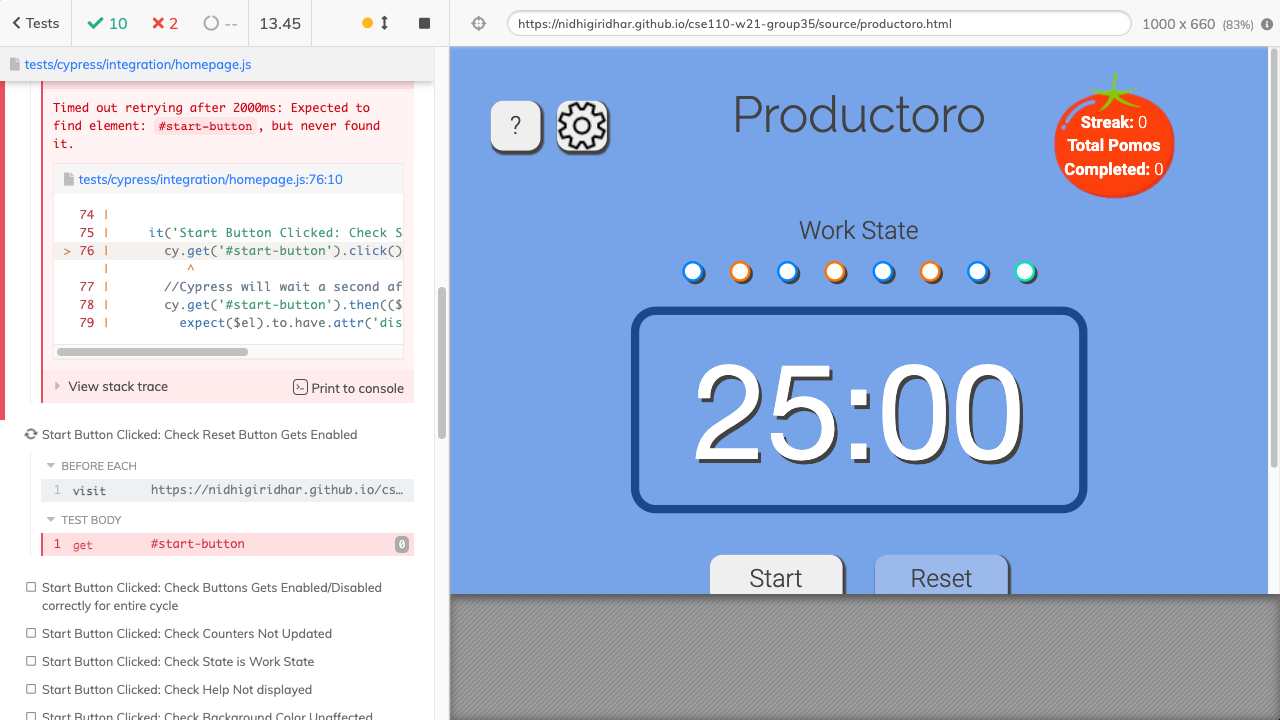 Tests
10
2
--
13.45
https://nidhigiridhar.github.io/cse110-w21-group35/source/productoro.html
1000 x 660 (83%)
tests/cypress/integration/homepage.js
Timed out retrying after 2000ms: Expected to
find element: #start-button, but never found
it.
tests/cypress/integration/homepage.js:76:10
74 |
75 | it('Start Button Clicked: Check S
> 76 | cy.get('#start-button').click()
| ^
77 | //Cypress will wait a second af
78 | cy.get('#start-button').then(($
79 | expect($el).to.have.attr('dis
View stack trace
Print to console
Start Button Clicked: Check Reset Button Gets Enabled
BEFORE EACH
1 visit https://nidhigiridhar.github.io/cs…
TEST BODY
1 get #start-button 0
Start Button Clicked: Check Buttons Gets Enabled/Disabled
correctly for entire cycle
Start Button Clicked: Check Counters Not Updated
Start Button Clicked: Check State is Work State
Start Button Clicked: Check Help Not displayed
Start Button Clicked: Check Background Color Unaffected
?
Productoro
Streak: 0
Total Pomos
Completed: 0
Work State
25:00
Start
Reset